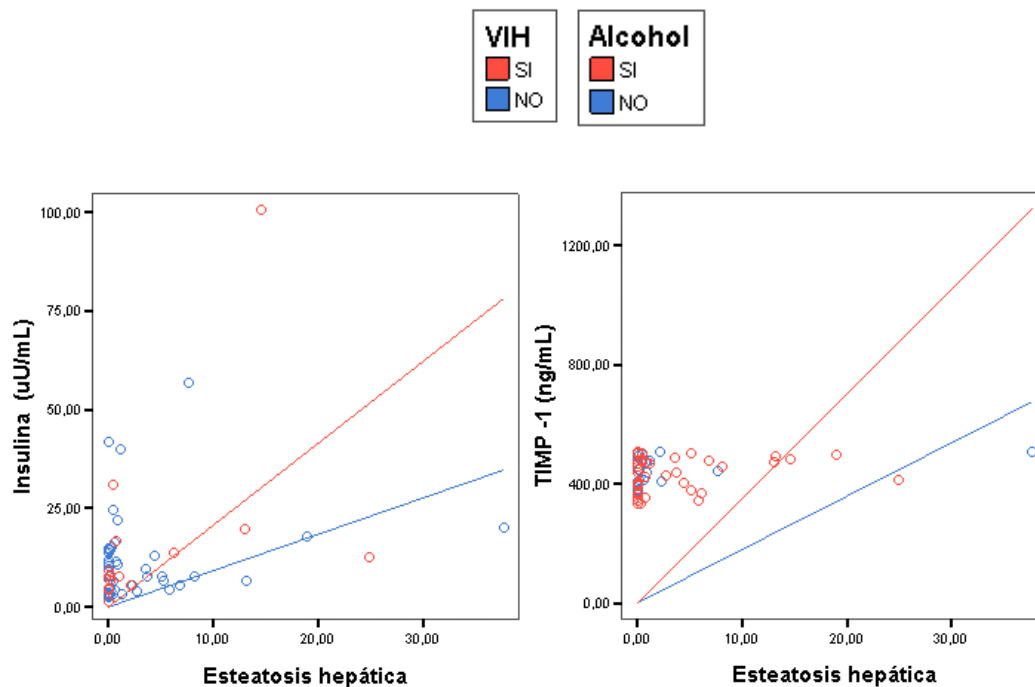 VIH
SI
NO
Alcohol
SI
NO
100,00
75,00
50,00
25,00
0,00
Insulina (uU/mL)
0,00 10,00 20,00 30,00
Esteatosis hepática
1200,00
800,00
400,00
0,00
TIMP -1 (ng/mL)
0,00 10,00 20,00 30,00
Esteatosis hepática